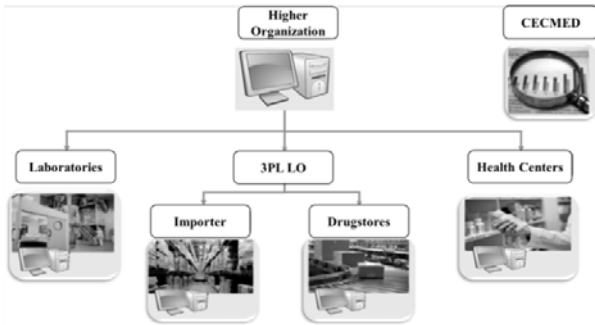 Higher
Organization
CECMED
Laboratories
3PL LO
Health Centers
Importer
Drugstores